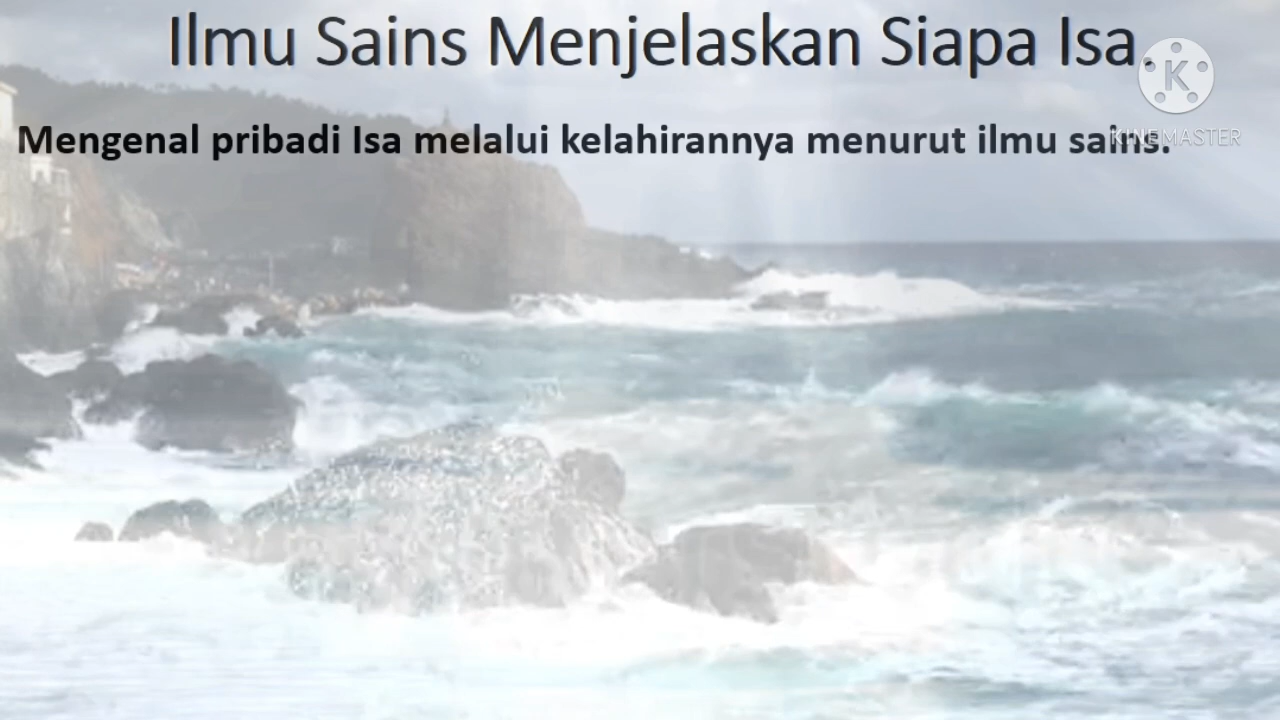 Ilmu Sains Menjelaskan Siapa Isa.
Mengenal pribadi Isa melalui kelahirannya menurut ilmu sains.
K
KINEMASTER